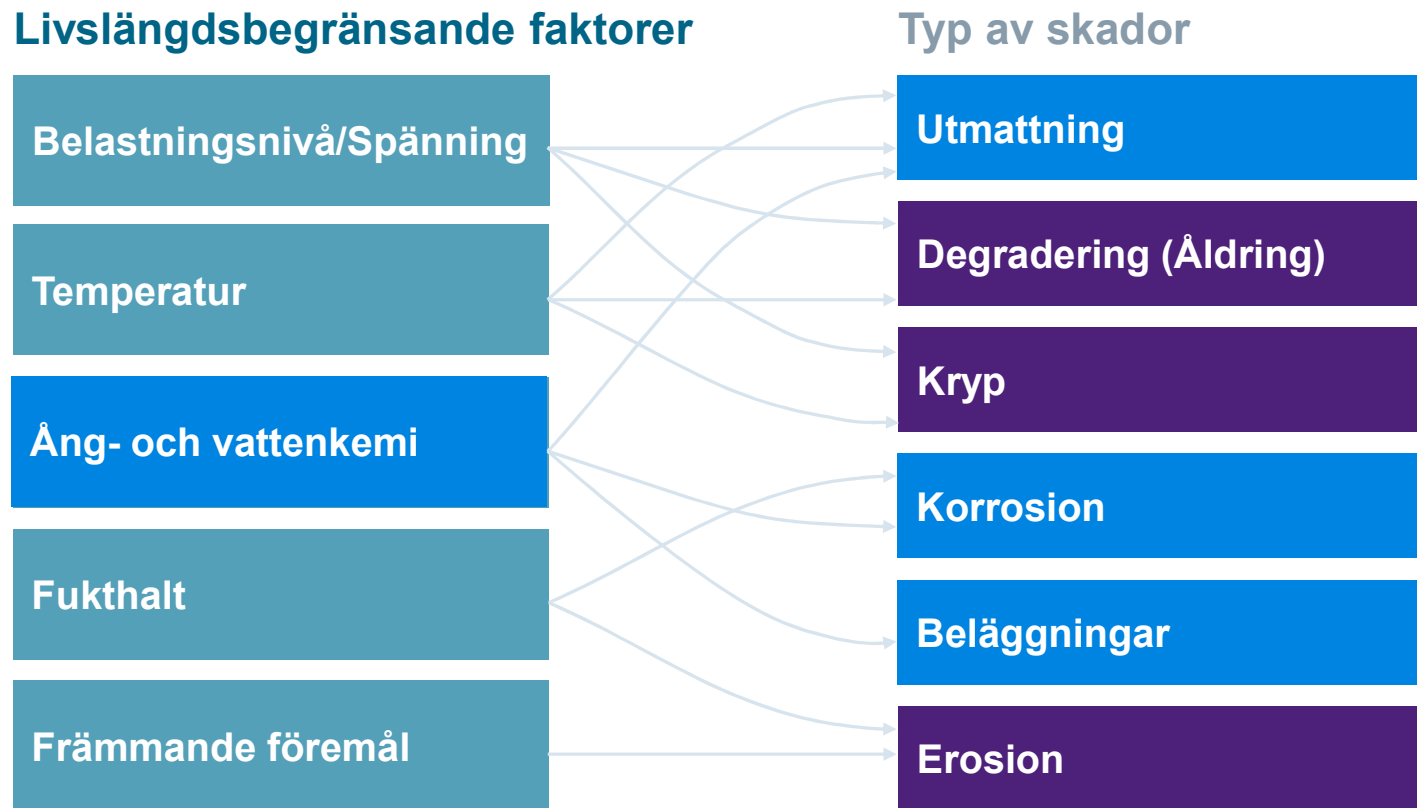 Livslängdsbegränsande faktorer
Typ av skador
Belastningsnivå/Spänning
Temperatur
Ång- och vattenkemi
Fukthalt
Främmande föremål
Utmattning
Degradering (Åldring)
Kryp
Korrosion
Beläggningar
Erosion